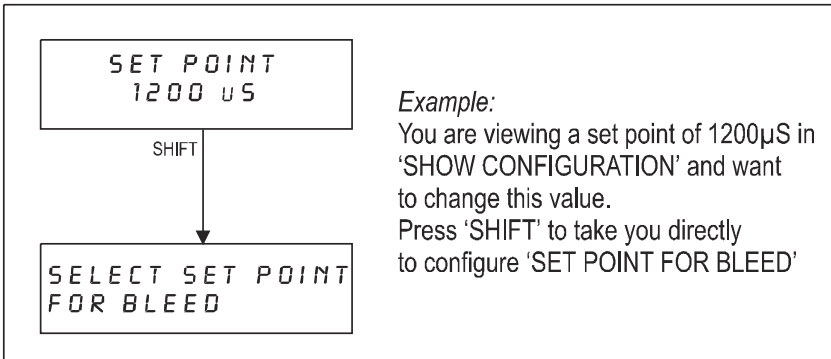 SET POINT
1200 uS
SHIFT
SELECT SET POINT
FOR BLEED
Example:
You are viewing a set point of 1200µS in
‘SHOW CONFIGURATION’ and want
to change this value.
Press ‘SHIFT’ to take you directly
to configure ‘SET POINT FOR BLEED’